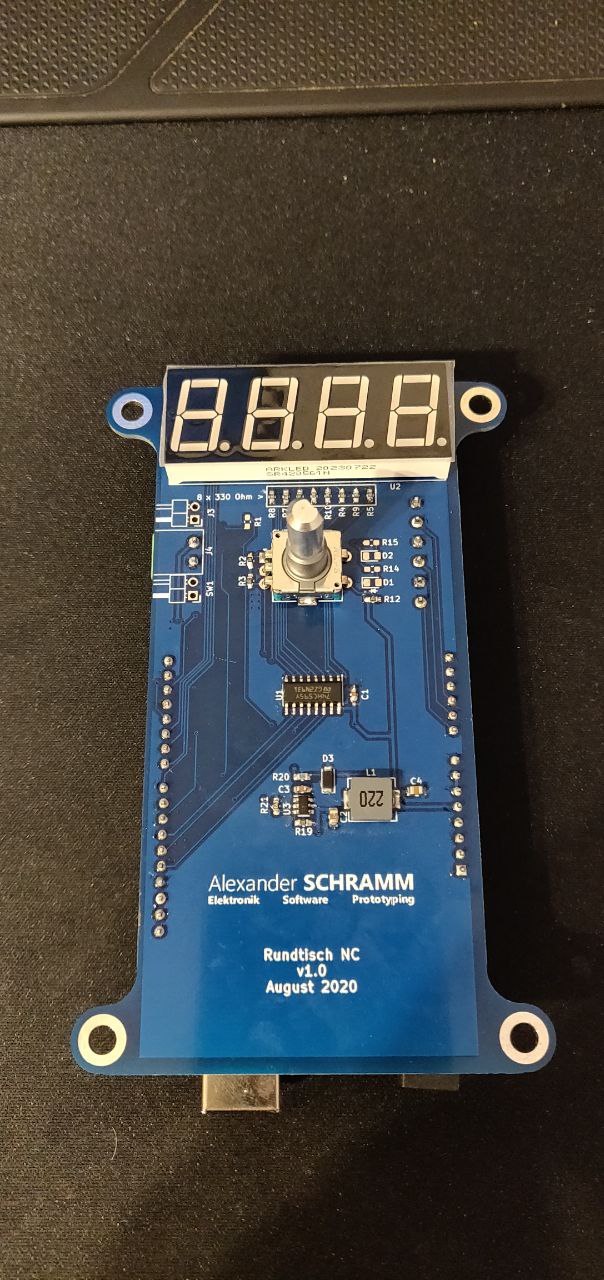 ARKLED 20230722
SR420561N
8 x 330 Ohm >
U2
R8
R7
R10
R4
R9
R5
J3
R1
J4
R15
D2
R2
R14
R3
D1
SW1
R12
U1
74HC595Y
C1
D3
R20
L1
C4
C3
R21
U3
220
C2
R19
Alexander SCHRAMM
Elektronik Software Prototyping
Rundtisch NC
v1.0
August 2020